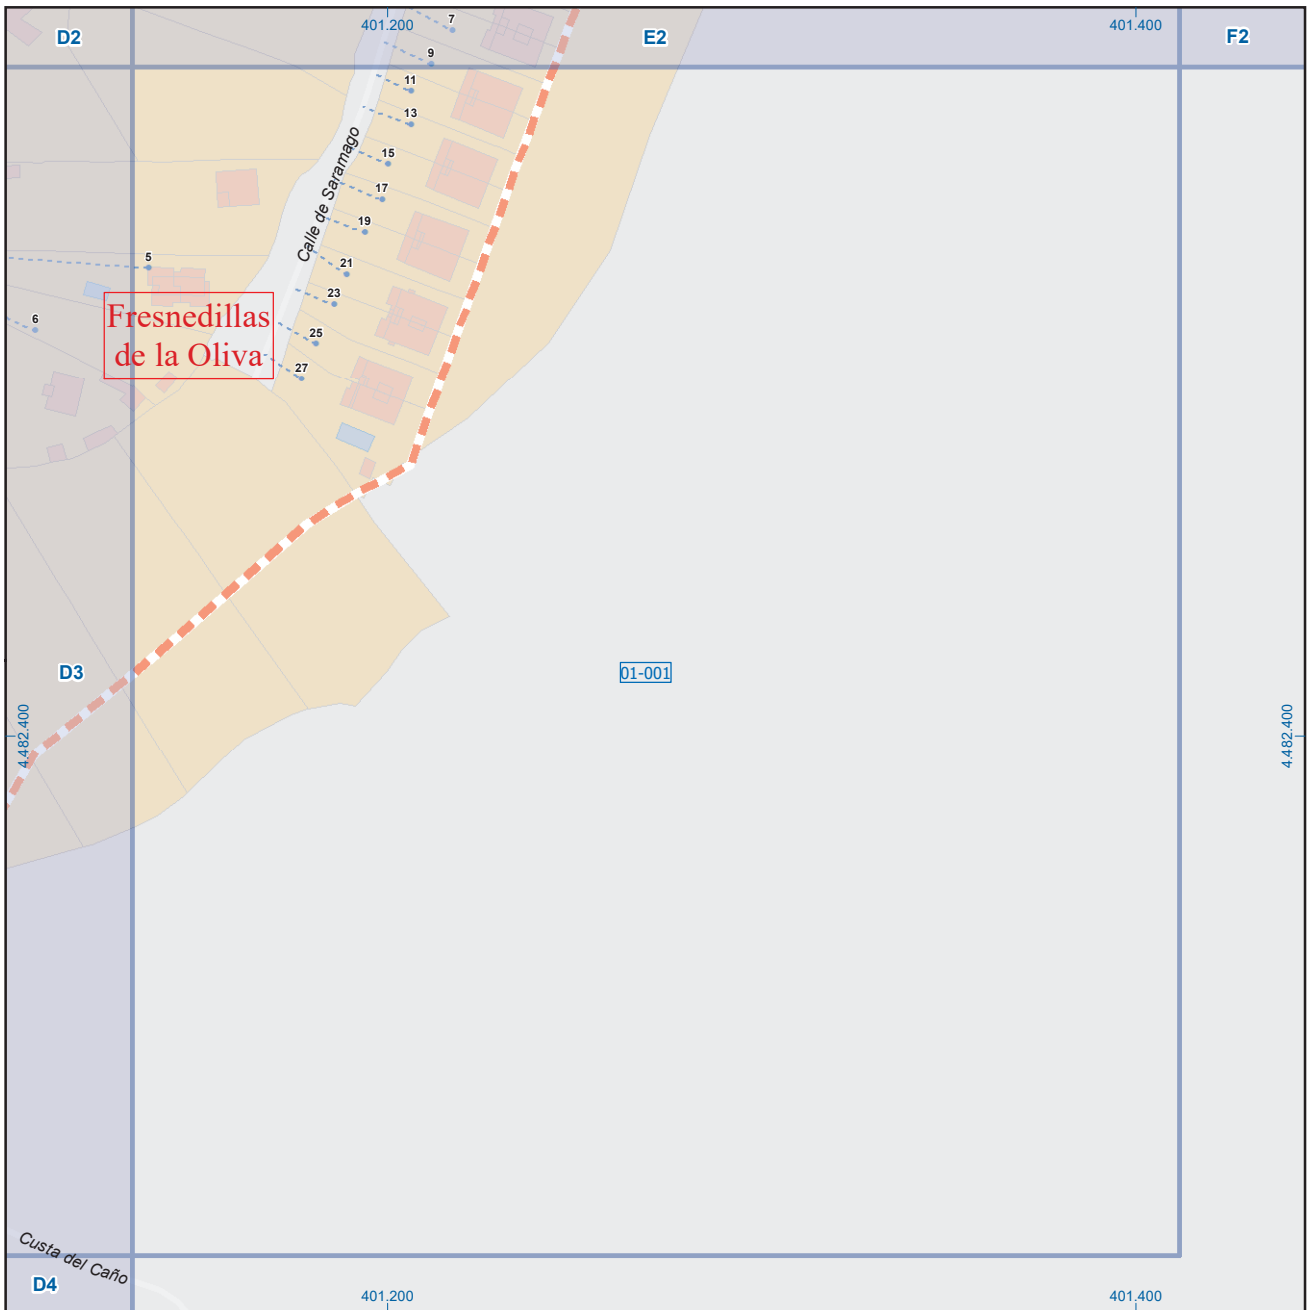 401.200
401.400
D2
E2
F2
7
9
11
13
15
17
19
21
23
25
27
Calle de Saramago
5
6
Fresnedillas
de la Oliva
D3
01-001
4.482.400
4.482.400
Custa del Caño
D4
401.200
401.400